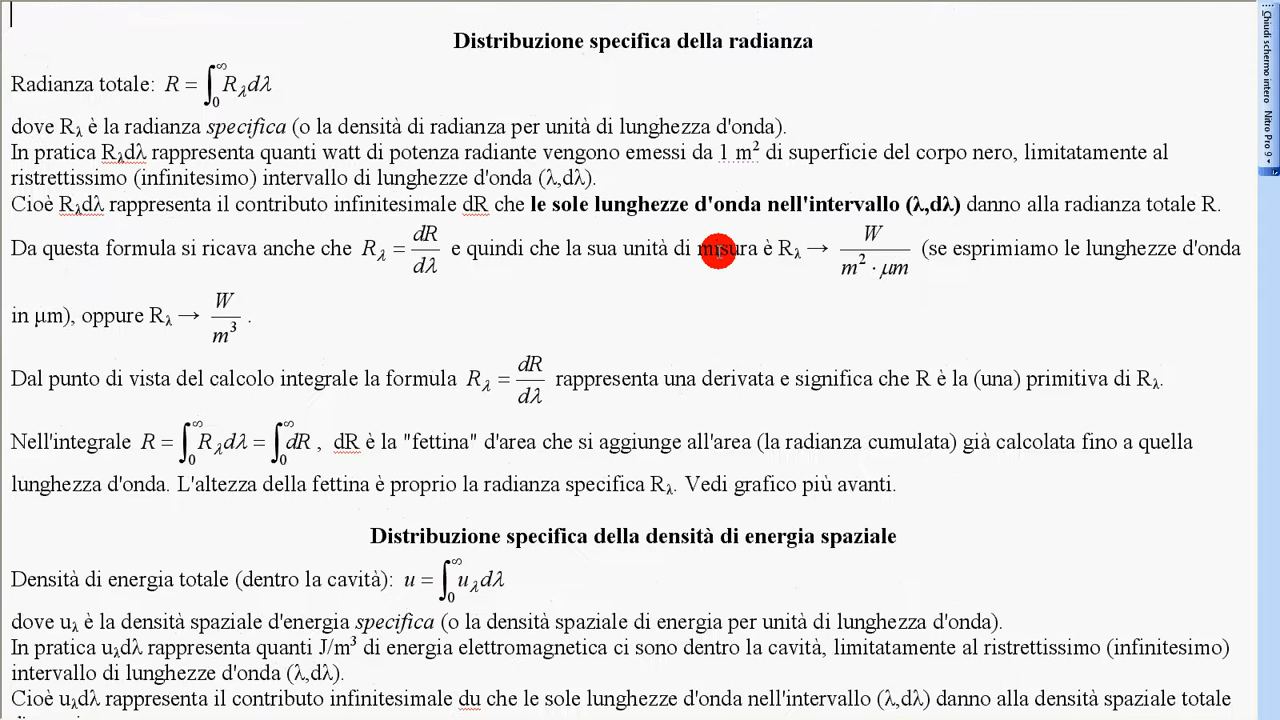 Distribuzione specifica della radianza
Radianza totale: R = ∫₀^∞ R_λ dλ
dove Rλ è la radianza specifica (o la densità di radianza per unità di lunghezza d'onda).
In pratica Rλdλ rappresenta quanti watt di potenza radiante vengono emessi da 1 m² di superficie del corpo nero, limitatamente al
ristrettissimo (infinitesimo) intervallo di lunghezze d'onda (λ,dλ).
Cioè Rλdλ rappresenta il contributo infinitesimale dR che le sole lunghezze d'onda nell'intervallo (λ,dλ) danno alla radianza totale R.
Da questa formula si ricava anche che R_λ = dR/dλ e quindi che la sua unità di misura è Rλ → W/(m² · μm) (se esprimiamo le lunghezze d'onda
in μm), oppure Rλ → W/m³ .
Dal punto di vista del calcolo integrale la formula R_λ = dR/dλ rappresenta una derivata e significa che R è la (una) primitiva di Rλ.
Nell'integrale R = ∫₀^∞ R_λ dλ = ∫₀^∞ dR , dR è la "fettina" d'area che si aggiunge all'area (la radianza cumulata) già calcolata fino a quella
lunghezza d'onda. L'altezza della fettina è proprio la radianza specifica Rλ. Vedi grafico più avanti.
Distribuzione specifica della densità di energia spaziale
Densità di energia totale (dentro la cavità): u = ∫₀^∞ u_λ dλ
dove uλ è la densità spaziale d'energia specifica (o la densità spaziale di energia per unità di lunghezza d'onda).
In pratica uλdλ rappresenta quanti J/m³ di energia elettromagnetica ci sono dentro la cavità, limitatamente al ristrettissimo (infinitesimo)
intervallo di lunghezze d'onda (λ,dλ).
Cioè uλdλ rappresenta il contributo infinitesimale du che le sole lunghezze d'onda nell'intervallo (λ,dλ) danno alla densità spaziale totale
Chiudi schermo intero Nitro Pro 9